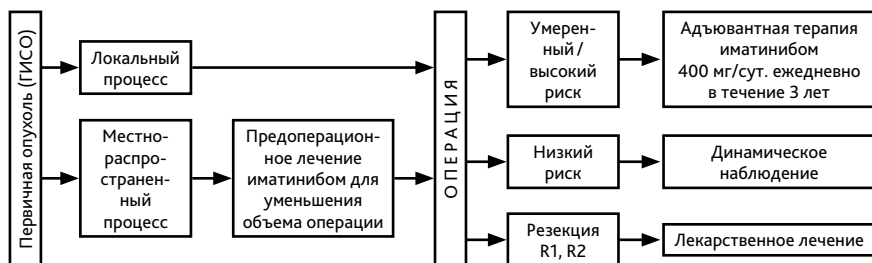 Первичная опухоль (ГИСО)
Локальный
процесс
Местно-
распро-
страненн-
ный
процесс
Предоперацион-
ное лечение
иматинибом для
уменьшения
объема операции
ОПЕРАЦИЯ
Умерен-
ный /
высокий
риск
Адъювантная терапия
иматинибом
400 мг/сут. ежедневно
в течение 3 лет
Низкий
риск
Динамическое
наблюдение
Резекция
R1, R2
Лекарственное лечение